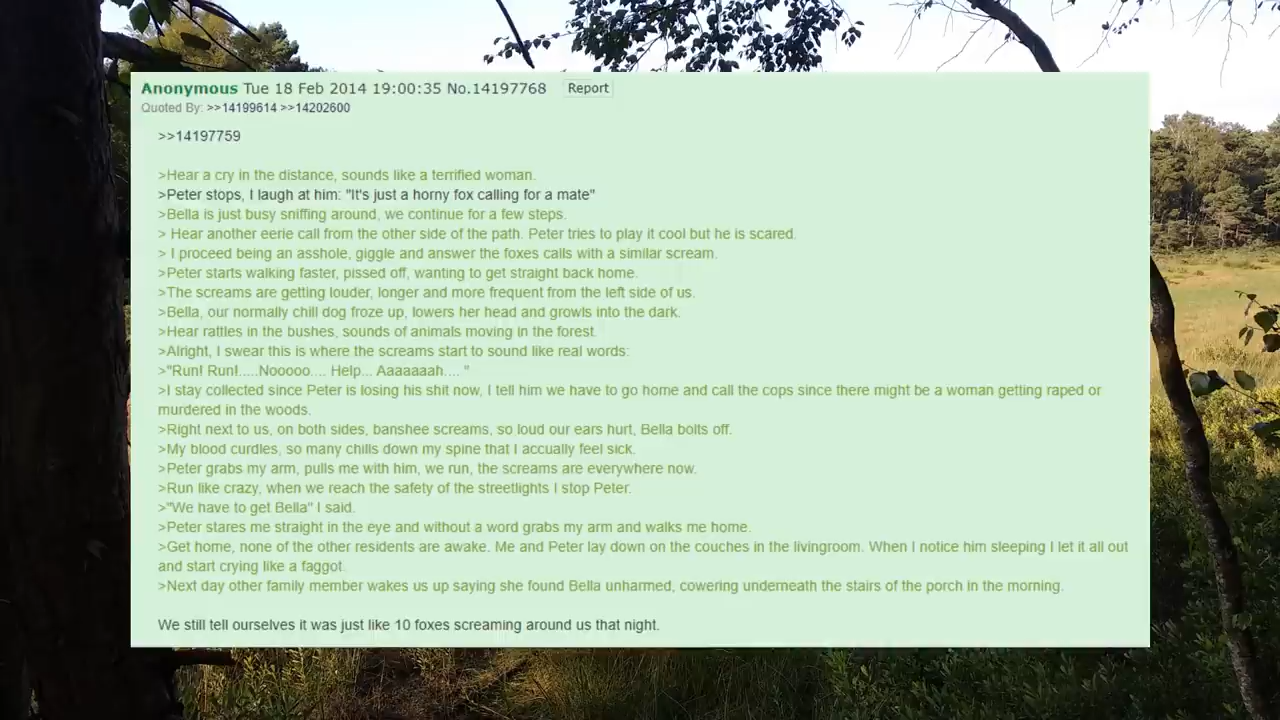 Anonymous Tue 18 Feb 2014 19:00:35 No.14197768 Report
Quoted By: >>14199614 >>14202600
>>14197759
>Hear a cry in the distance, sounds like a terrified woman.
>Peter stops, I laugh at him: "It's just a horny fox calling for a mate"
>Bella is just busy sniffing around, we continue for a few steps.
> Hear another eerie call from the other side of the path. Peter tries to play it cool but he is scared.
> I proceed being an asshole, giggle and answer the foxes calls with a similar scream.
>Peter starts walking faster, pissed off, wanting to get straight back home.
>The screams are getting louder, longer and more frequent from the left side of us.
>Bella, our normally chill dog froze up, lowers her head and growls into the dark.
>Hear rattles in the bushes, sounds of animals moving in the forest.
>Alright, I swear this is where the screams start to sound like real words:
>"Run! Run!.....Nooooo.... Help... Aaaaaaah.... "
>I stay collected since Peter is losing his shit now, I tell him we have to go home and call the cops since there might be a woman getting raped or
murdered in the woods.
>Right next to us, on both sides, banshee screams, so loud our ears hurt, Bella bolts off.
>My blood curdles, so many chills down my spine that I accually feel sick.
>Peter grabs my arm, pulls me with him, we run, the screams are everywhere now.
>Run like crazy, when we reach the safety of the streetlights I stop Peter.
>"We have to get Bella" I said.
>Peter stares me straight in the eye and without a word grabs my arm and walks me home.
>Get home, none of the other residents are awake. Me and Peter lay down on the couches in the livingroom. When I notice him sleeping I let it all out
and start crying like a faggot.
>Next day other family member wakes us up saying she found Bella unharmed, cowering underneath the stairs of the porch in the morning.
We still tell ourselves it was just like 10 foxes screaming around us that night.